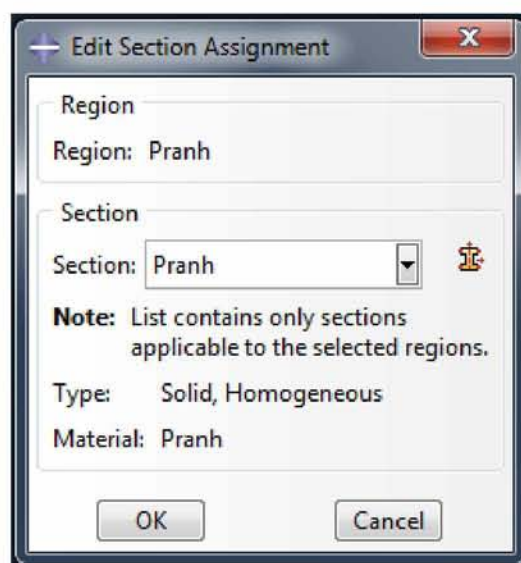 Edit Section Assignment
Region
Region: Pranh
Section
Section: Pranh
Note: List contains only sections
applicable to the selected regions.
Type: Solid, Homogeneous
Material: Pranh
OK Cancel